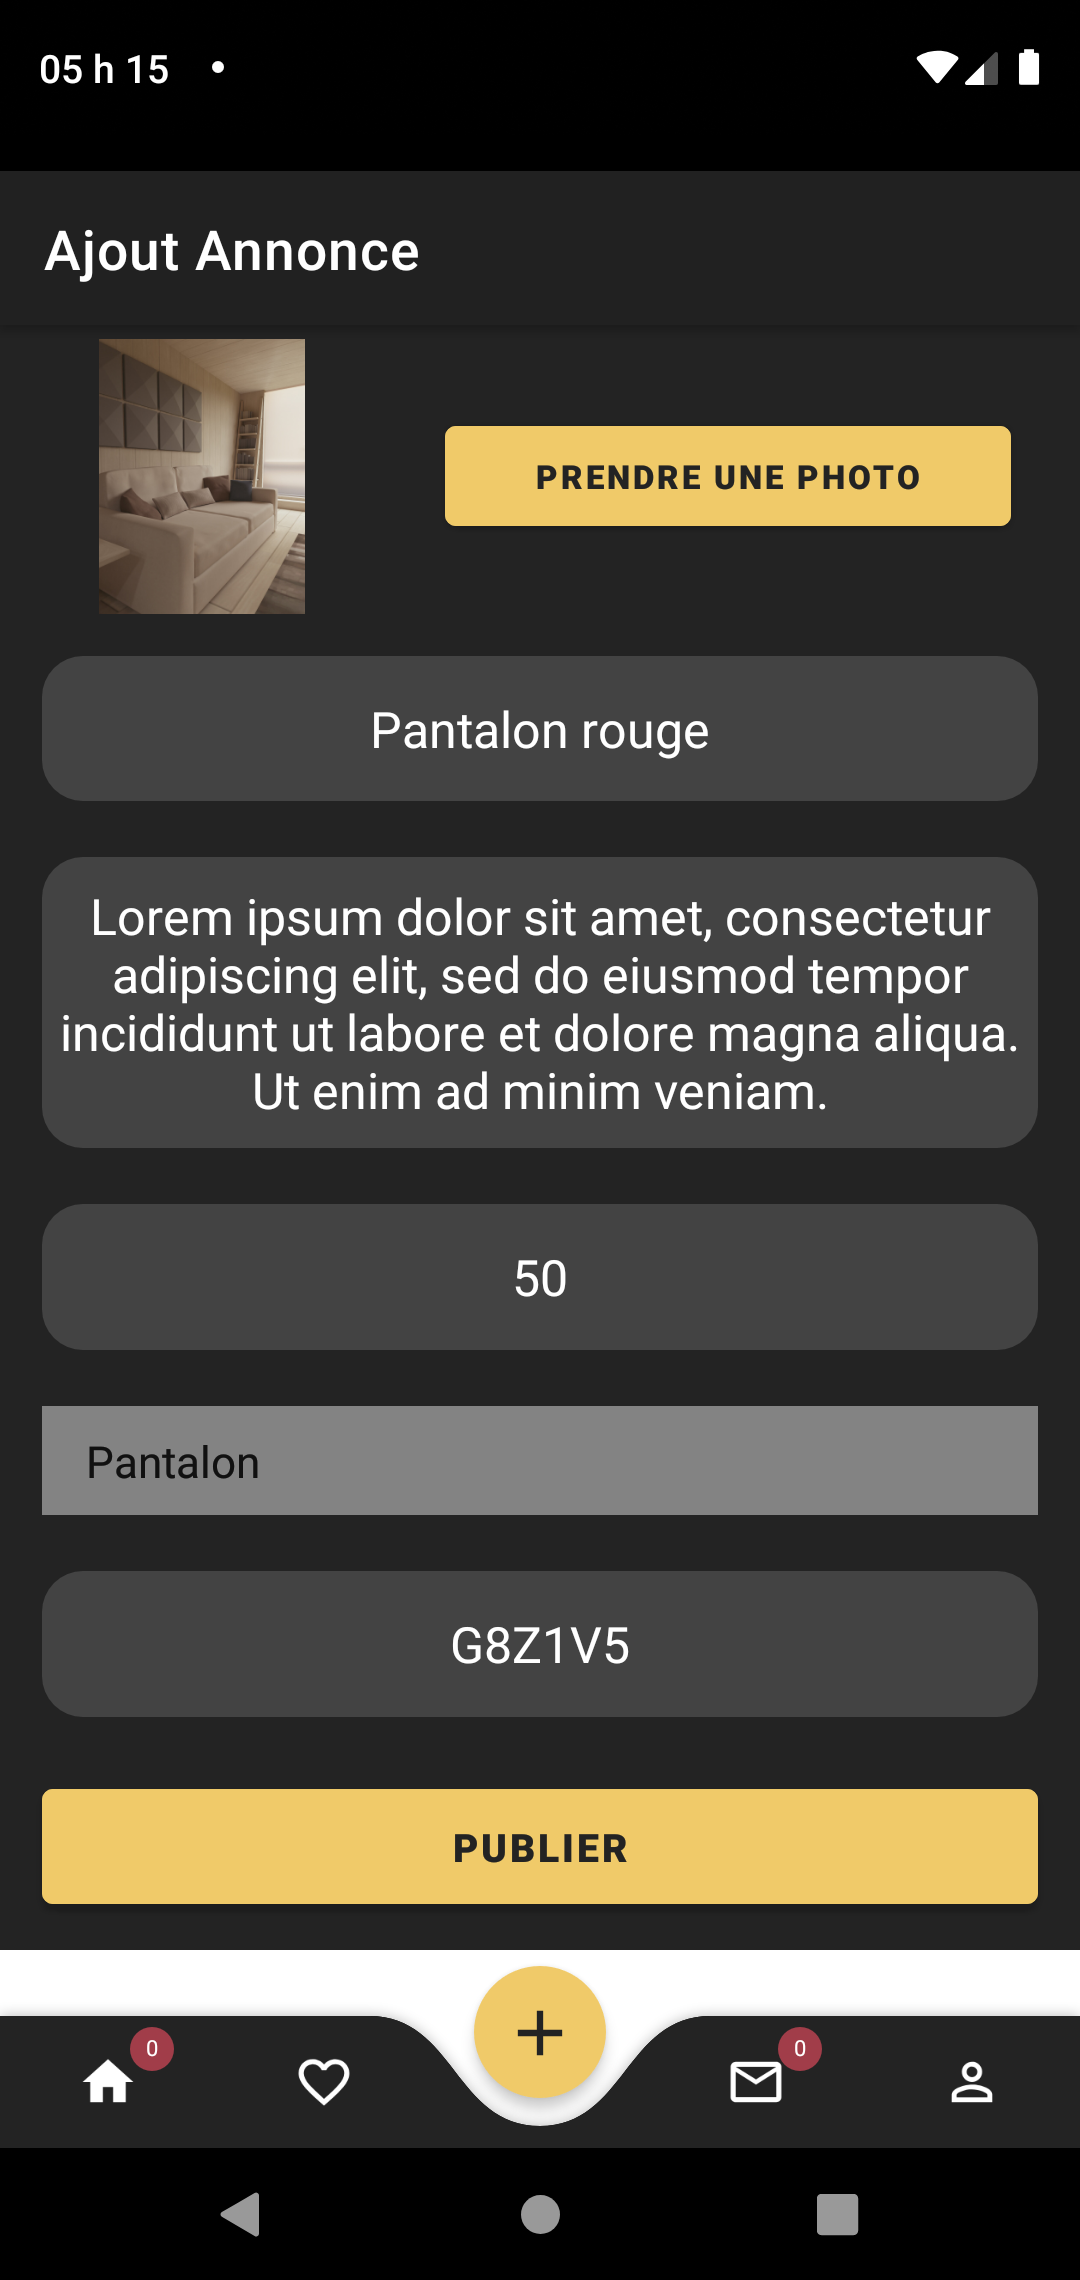 05 h 15
Ajout Annonce
PRENDRE UNE PHOTO
Pantalon rouge
Lorem ipsum dolor sit amet, consectetur
adipiscing elit, sed do eiusmod tempor
incididunt ut labore et dolore magna aliqua.
Ut enim ad minim veniam.
50
Pantalon
G8Z1V5
PUBLIER
0
0